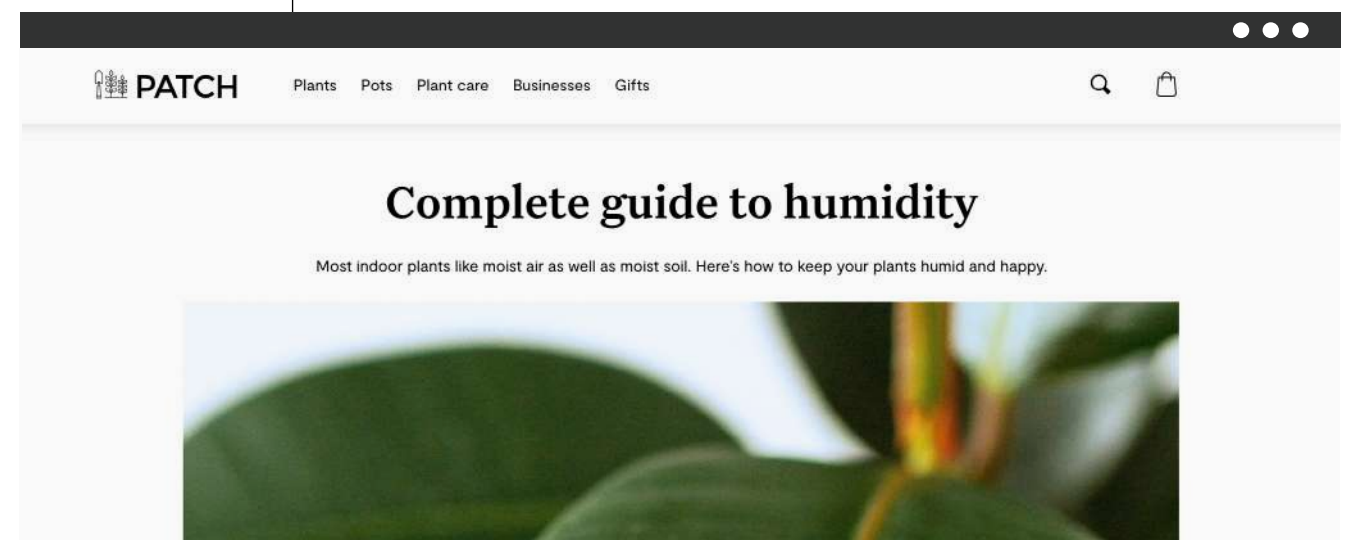 PATCH
Plants Pots Plant care Businesses Gifts
Complete guide to humidity
Most indoor plants like moist air as well as moist soil. Here's how to keep your plants humid and happy.